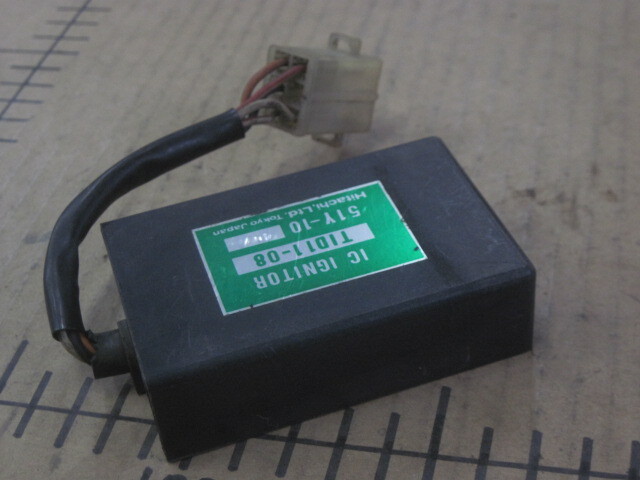 IC IGNITOR
TID11-08
51Y-10
Hitachi,Ltd. Tokyo Japan